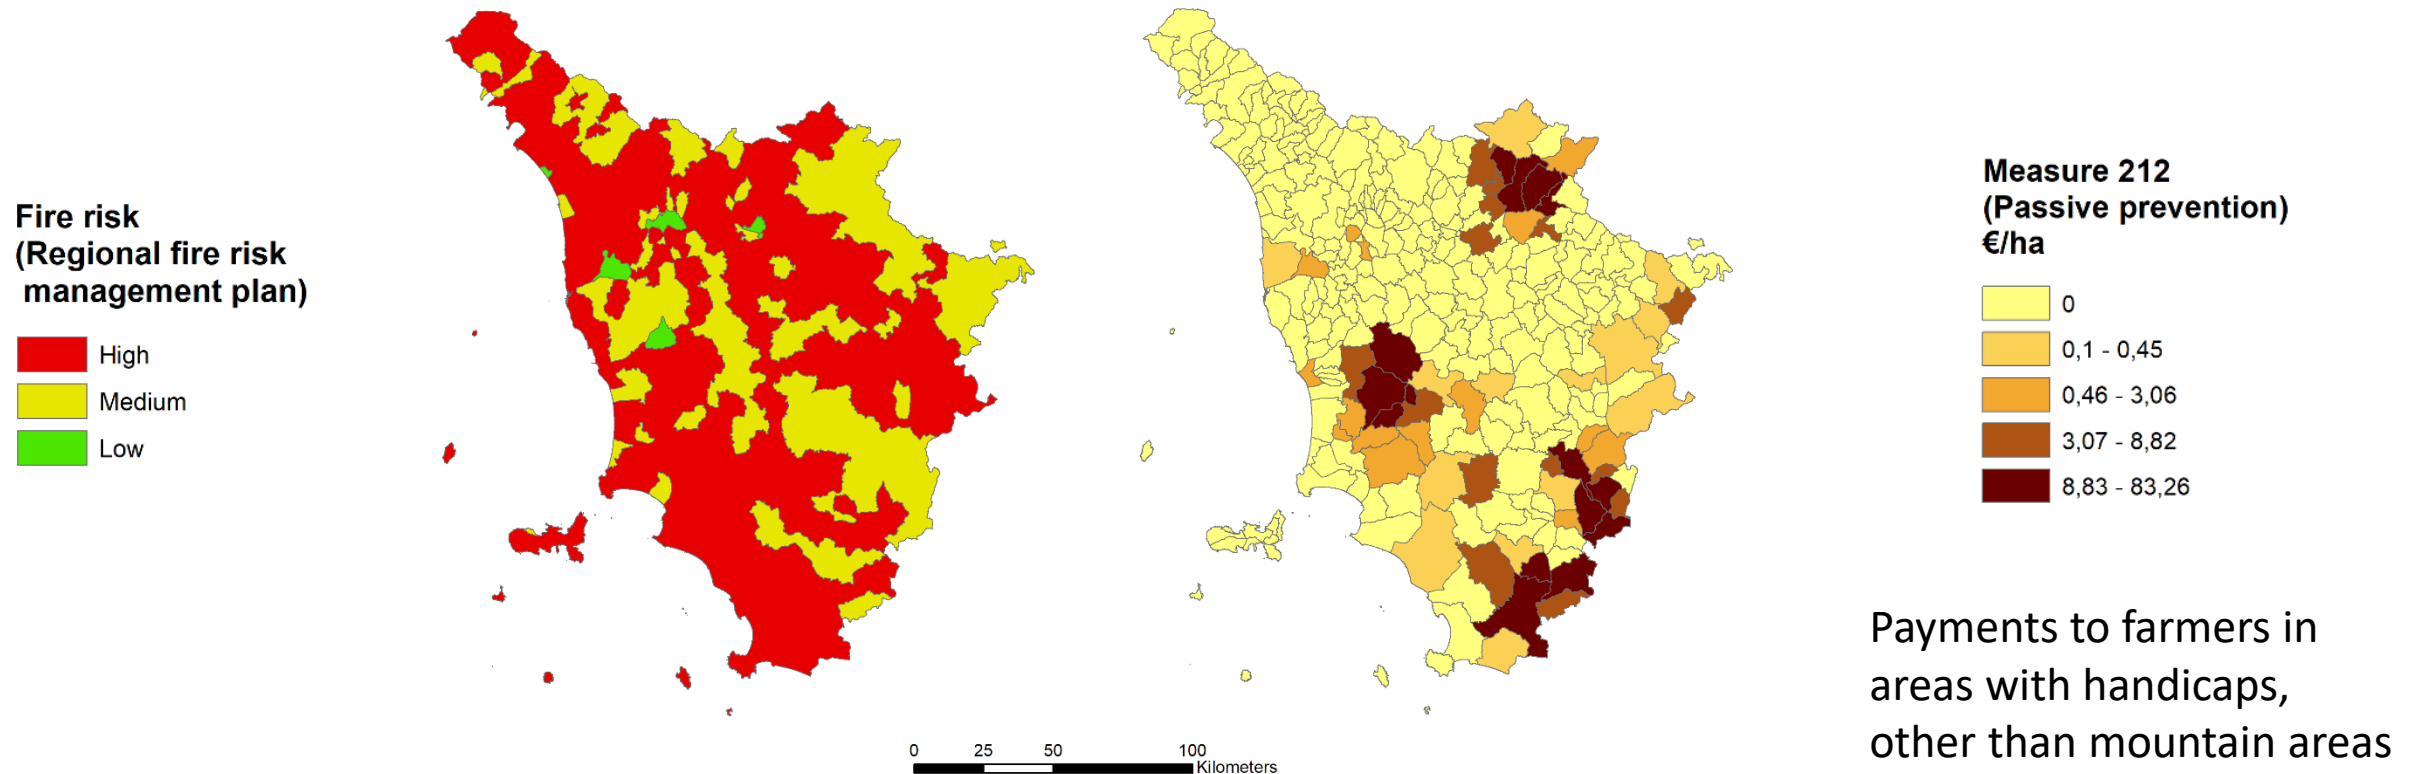 Fire risk
(Regional fire risk
management plan)
High
Medium
Low
Measure 212
(Passive prevention)
€/ha
0
0,1 - 0,45
0,46 - 3,06
3,07 - 8,82
8,83 - 83,26
Payments to farmers in
areas with handicaps,
other than mountain areas
0 25 50 100
Kilometers